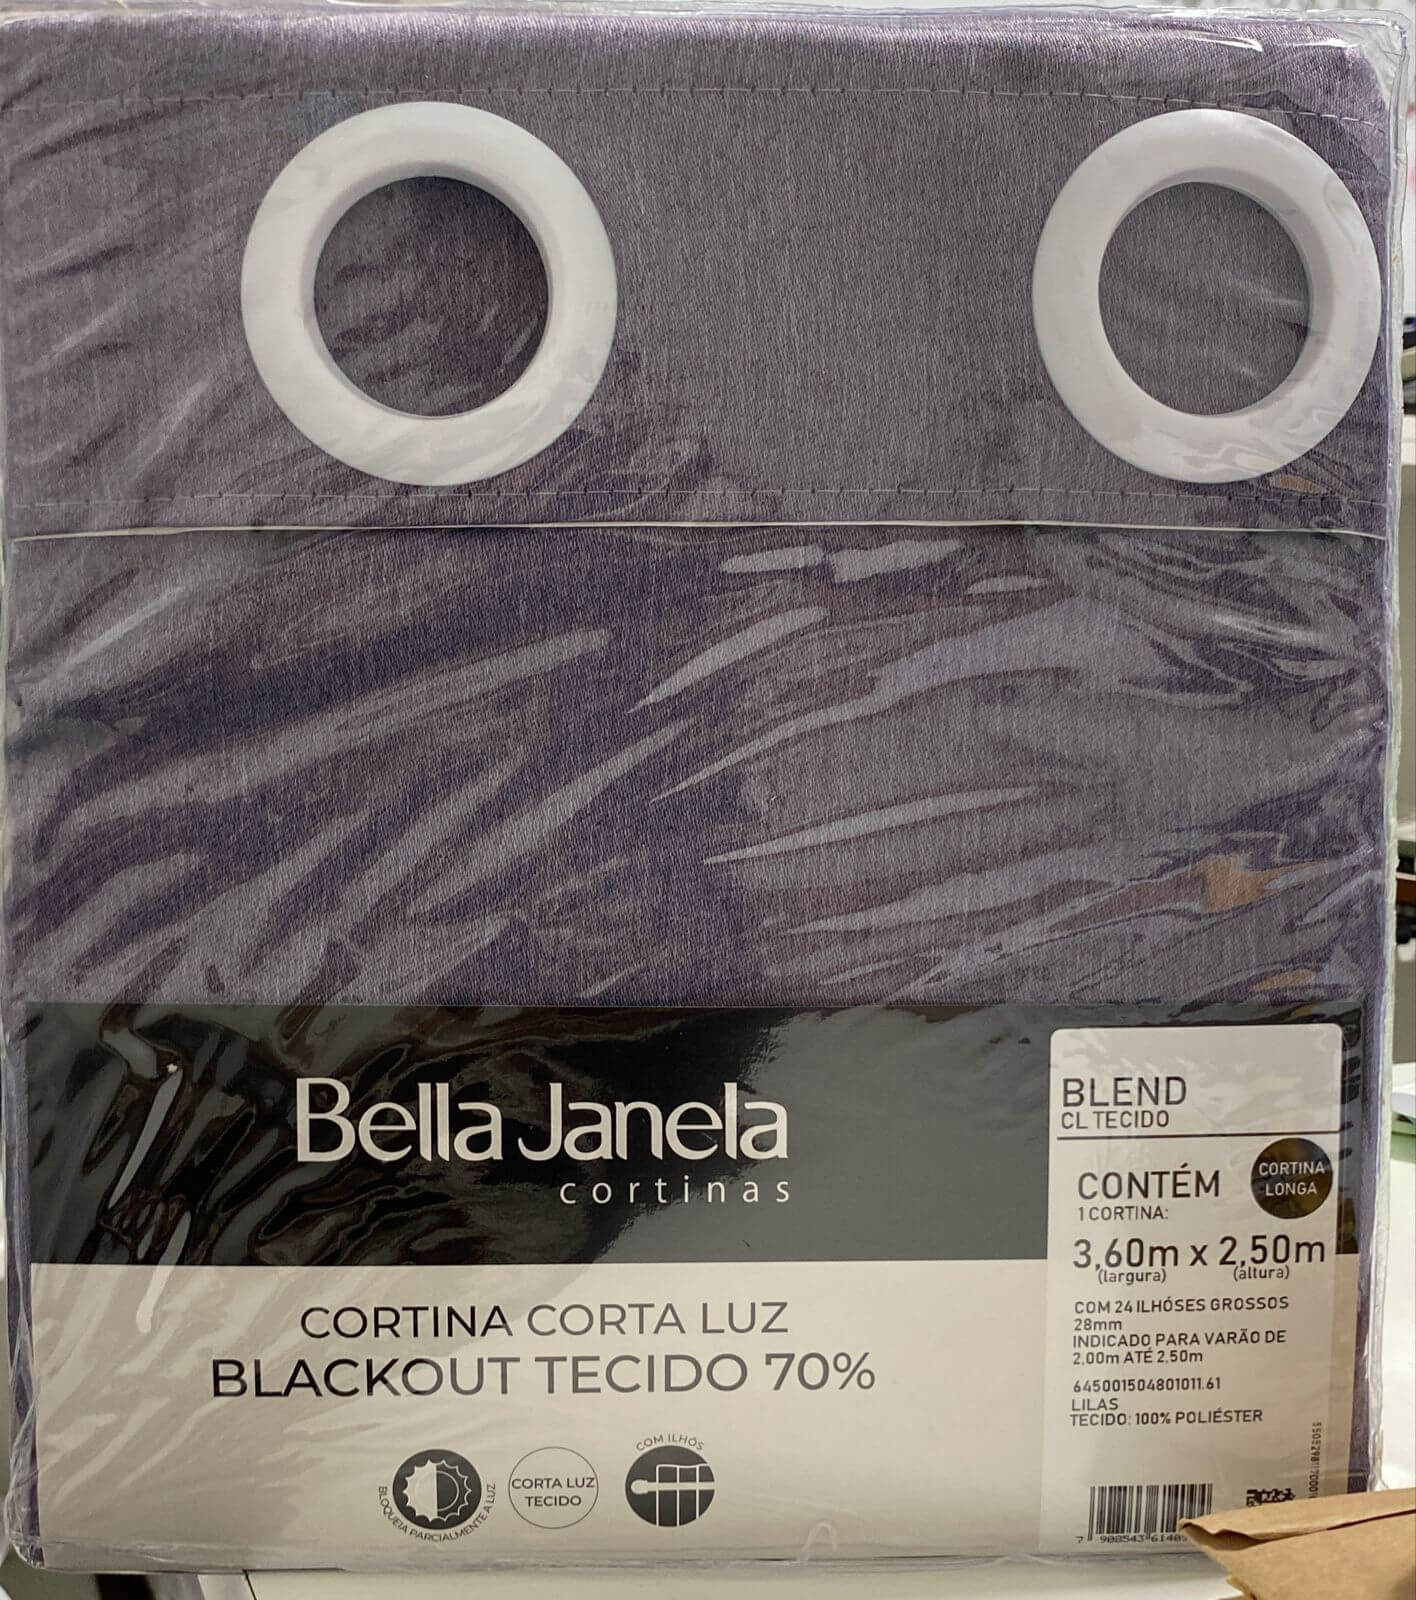 Bella Janela
cortinas
CORTINA CORTA LUZ
BLACKOUT TECIDO 70%
BLOQUEIA PARCIALMENTE A LUZ
CORTA LUZ
TECIDO
COM ILHÓS
BLEND
CL TECIDO
CONTÉM
1 CORTINA:
CORTINA
LONGA
3,60m x 2,50m
(largura) (altura)
COM 24 ILHÓSES GROSSOS
28mm
INDICADO PARA VARÃO DE
2,00m ATÉ 2,50m
645001504801011.61
LILAS
TECIDO: 100% POLIÉSTER